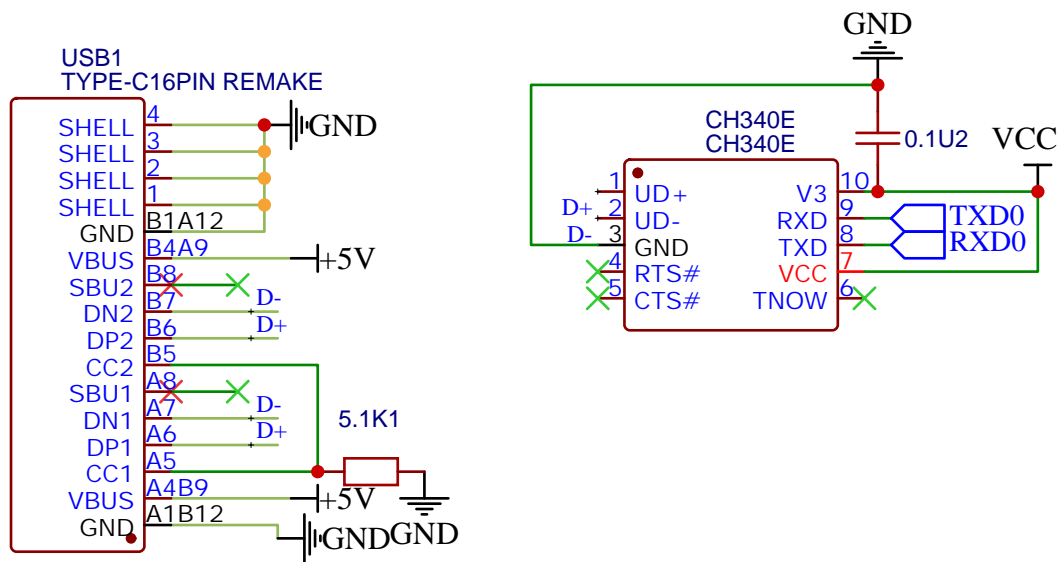 USB1
TYPE-C16PIN REMAKE
SHELL 4
SHELL 3
SHELL 2
SHELL 1
GND B1A12
VBUS B4A9
SBU2 B8
DN2 B7
DP2 B6
CC2 B5
SBU1 A8
DN1 A7
DP1 A6
CC1 A5
VBUS A4B9
GND A1B12
GND
+5V
D-
D+
D-
D+
5.1K1
+5V
GND
GND
GND
CH340E
CH340E
0.1U2
VCC
D+
D-
1 UD+
2 UD-
3 GND
4 RTS#
5 CTS#
V3 10
RXD 9
TXD 8
VCC 7
TNOW 6
TXD0
RXD0